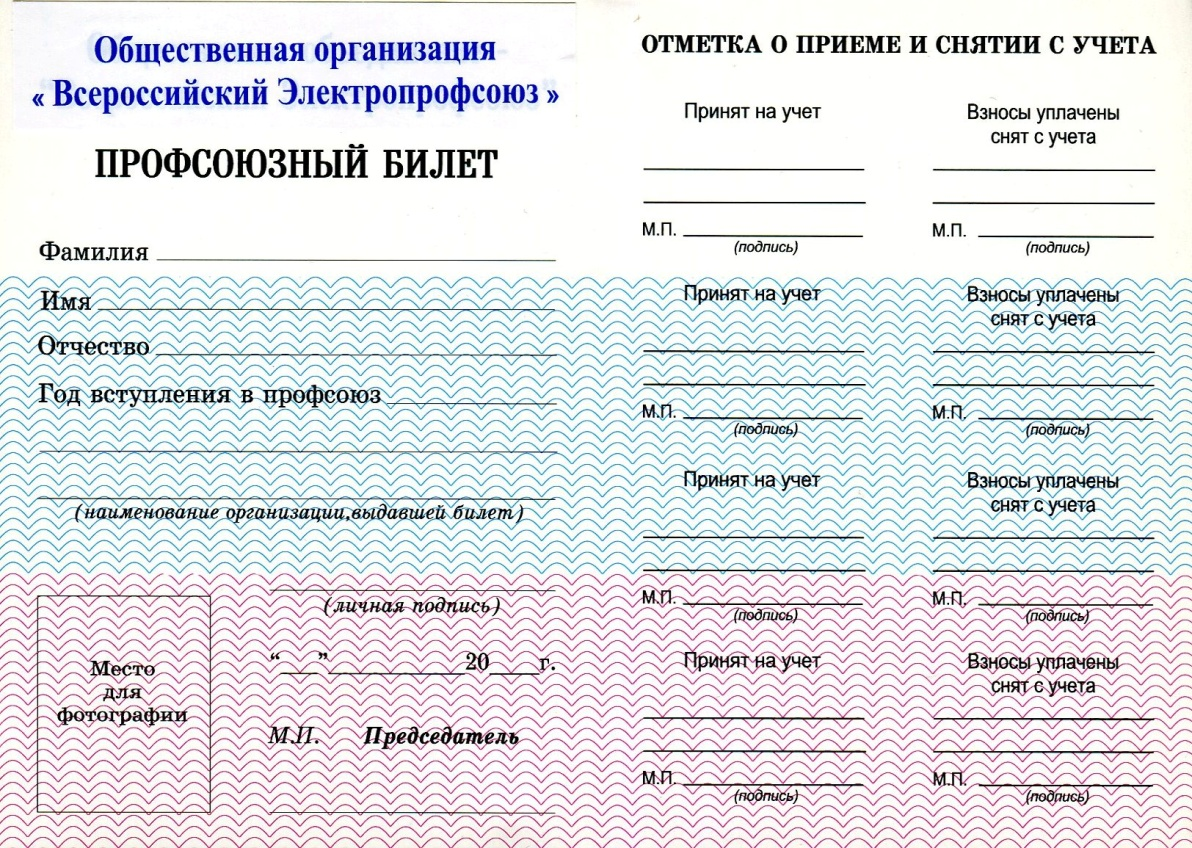 Общественная организация
« Всероссийский Электропрофсоюз »
ПРОФСОЮЗНЫЙ БИЛЕТ
Фамилия
Имя
Отчество
Год вступления в профсоюз
(наименование организации,выдавшей билет)
(личная подпись)
Место
для
фотографии
“___”____________20____г.
М.П. Председатель
ОТМЕТКА О ПРИЕМЕ И СНЯТИИ С УЧЕТА
Принят на учет
Взносы уплачены
снят с учета
М.П.
(подпись)
М.П.
(подпись)
Принят на учет
Взносы уплачены
снят с учета
М.П.
(подпись)
М.П.
(подпись)
Принят на учет
Взносы уплачены
снят с учета
М.П.
(подпись)
М.П.
(подпись)
Принят на учет
Взносы уплачены
снят с учета
М.П.
(подпись)
М.П.
(подпись)